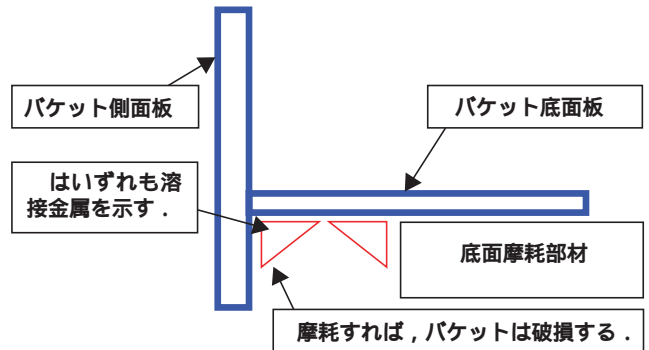 バケット側面板
バケット底面板
はいずれも溶
接金属を示す．
底面摩耗部材
摩耗すれば，バケットは破損する．